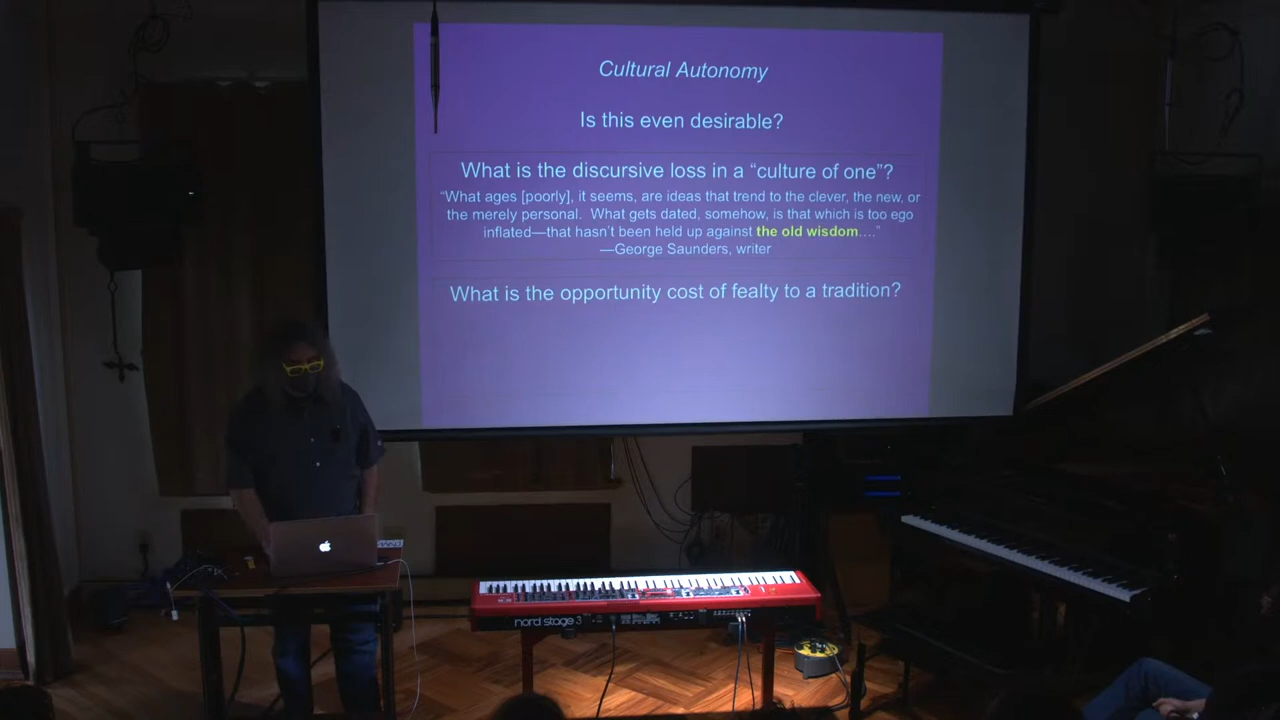 Cultural Autonomy
Is this even desirable?
What is the discursive loss in a “culture of one”?
“What ages [poorly], it seems, are ideas that trend to the clever, the new, or
the merely personal. What gets dated, somehow, is that which is too ego
inflated—that hasn’t been held up against the old wisdom....”
—George Saunders, writer
What is the opportunity cost of fealty to a tradition?
nord stage 3